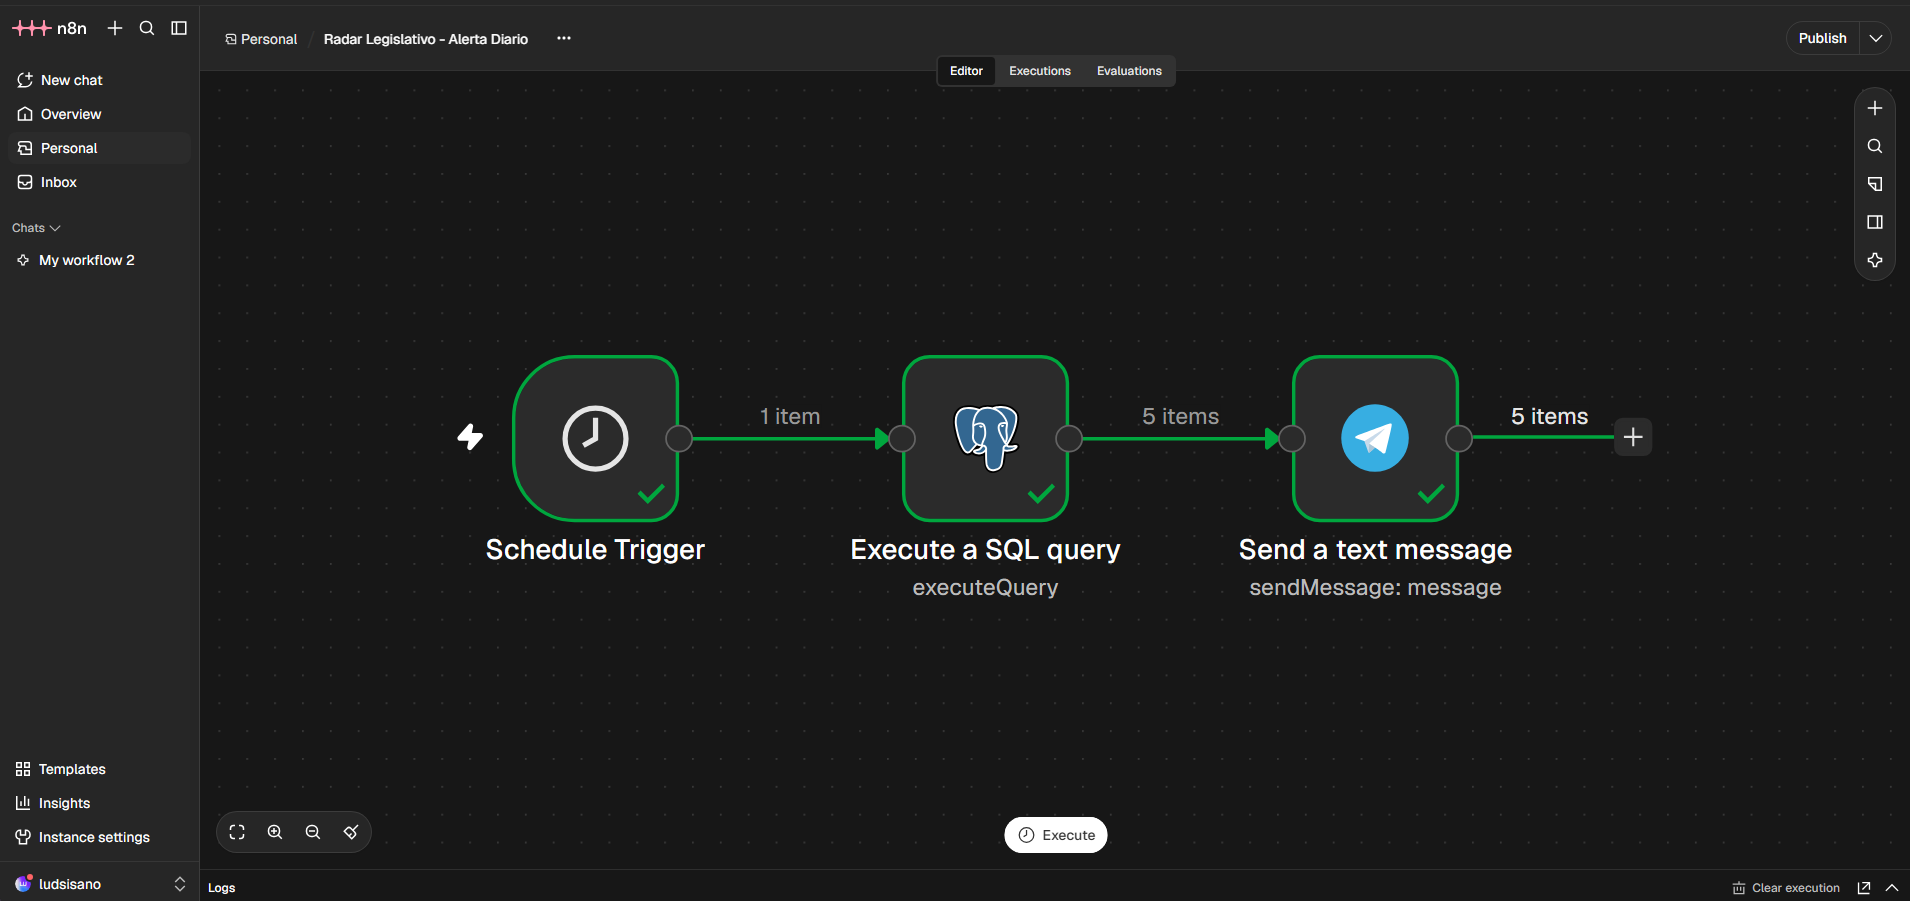 n8n
Personal / Radar Legislativo - Alerta Diario ...
Publish
Editor Executions Evaluations
New chat
Overview
Personal
Inbox
Chats
My workflow 2
1 item
5 items
5 items
Schedule Trigger
Execute a SQL query
executeQuery
Send a text message
sendMessage: message
Templates
Insights
Instance settings
Execute
ludsisano
Logs
Clear execution